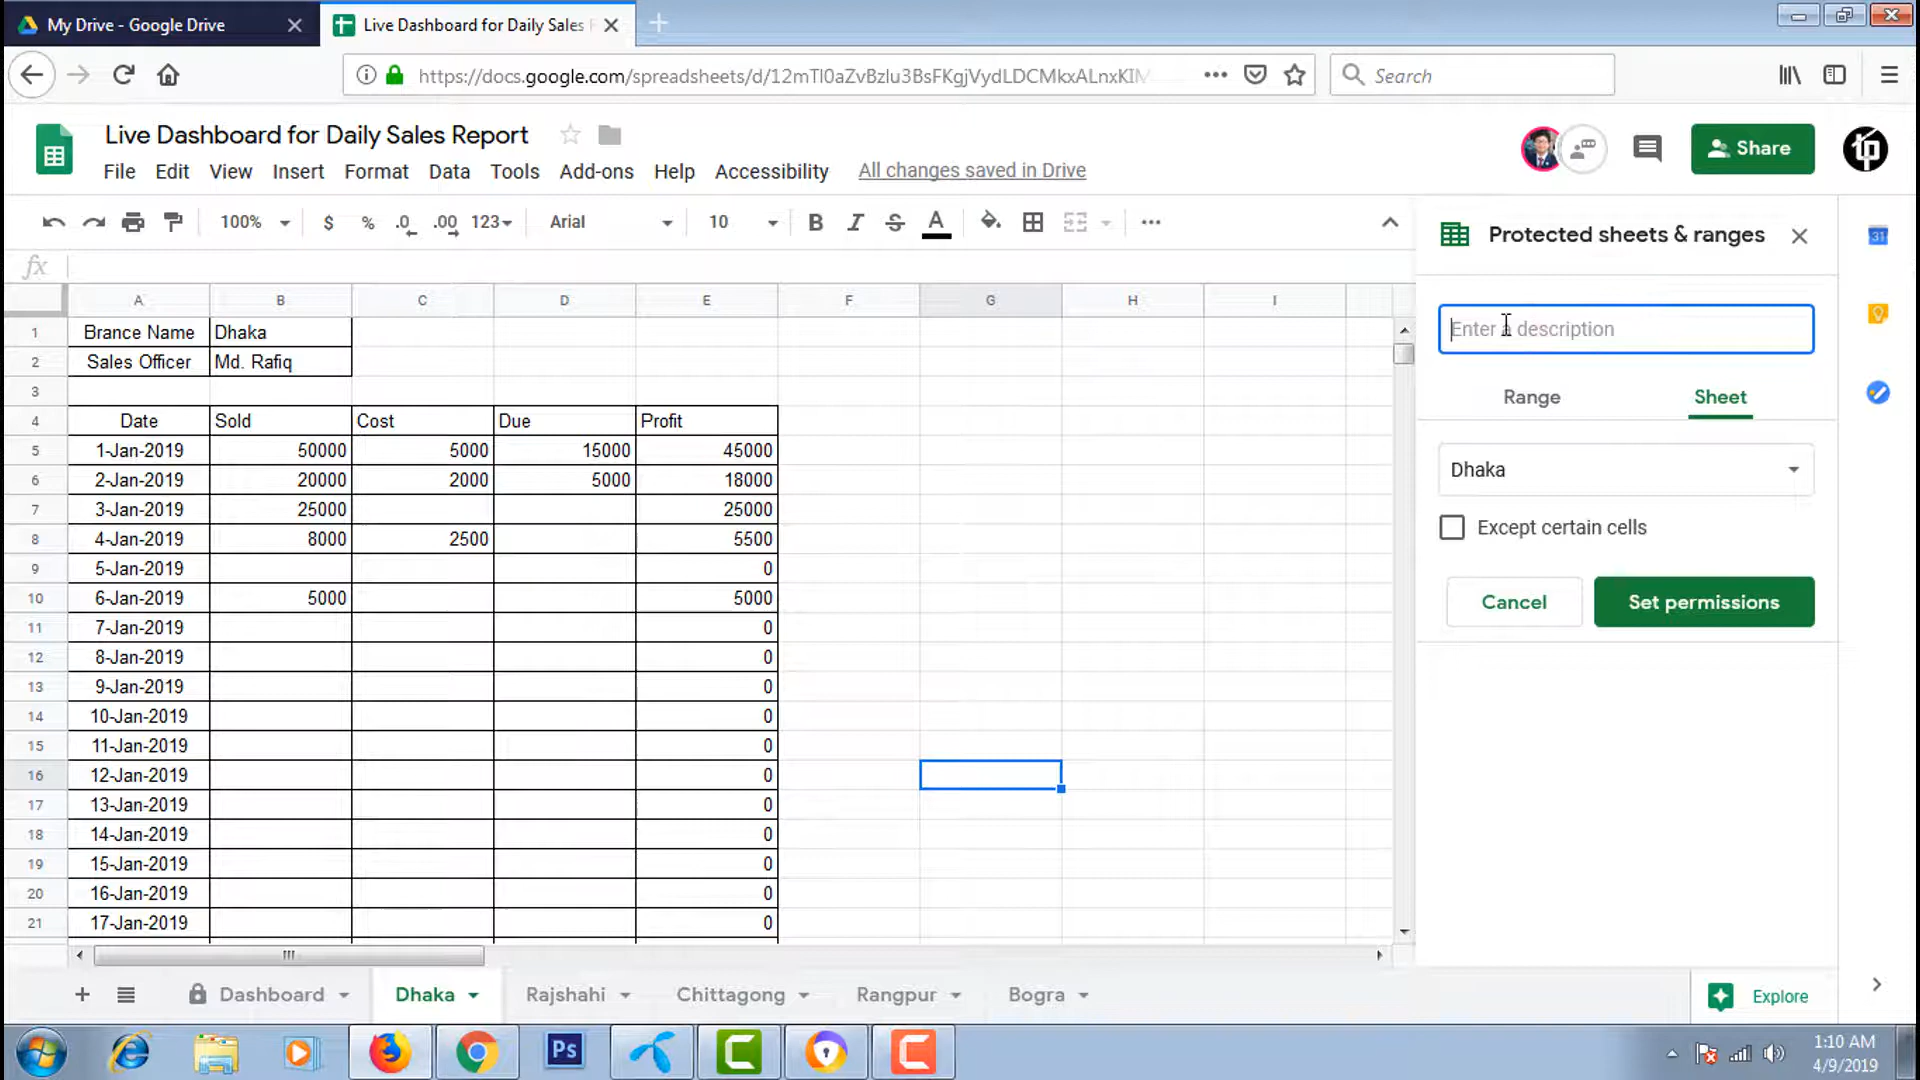 My Drive - Google Drive
Live Dashboard for Daily Sales
https://docs.google.com/spreadsheets/d/12mTl0aZvBzlu3BsFKgjVydLDCMkxALnxKIM
Search
Live Dashboard for Daily Sales Report
File Edit View Insert Format Data Tools Add-ons Help Accessibility All changes saved in Drive
Share
100% $ % .0 .00 123 Arial 10 B I S A
fx
Protected sheets & ranges
31
A B C D E F G H I
Enter a description
1 Brance Name Dhaka
2 Sales Officer Md. Rafiq
3
Range Sheet
4 Date Sold Cost Due Profit
5 1-Jan-2019 50000 5000 15000 45000
Dhaka
6 2-Jan-2019 20000 2000 5000 18000
7 3-Jan-2019 25000 25000
Except certain cells
8 4-Jan-2019 8000 2500 5500
9 5-Jan-2019 0
10 6-Jan-2019 5000 5000
Cancel Set permissions
11 7-Jan-2019 0
12 8-Jan-2019 0
13 9-Jan-2019 0
14 10-Jan-2019 0
15 11-Jan-2019 0
16 12-Jan-2019 0
17 13-Jan-2019 0
18 14-Jan-2019 0
19 15-Jan-2019 0
20 16-Jan-2019 0
21 17-Jan-2019 0
Dashboard Dhaka Rajshahi Chittagong Rangpur Bogra
Explore
Ps
1:10 AM
4/9/2019